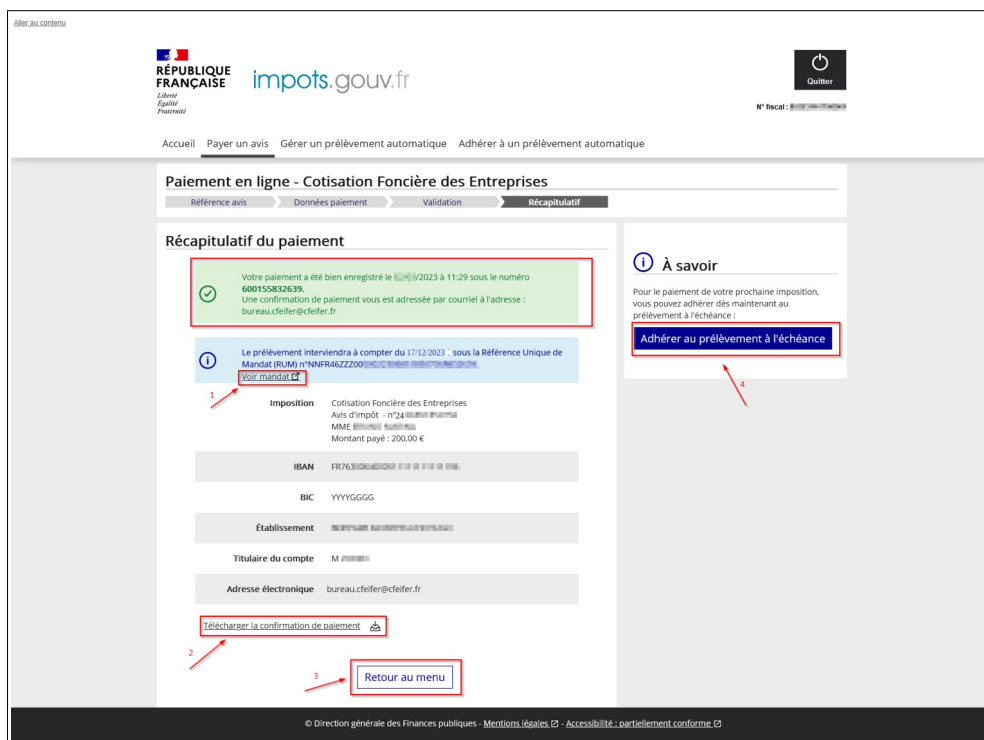 Aller au contenu
RÉPUBLIQUE
FRANÇAISE
Liberté
Égalité
Fraternité
impots.gouv.fr
Quitter
N° fiscal :
Accueil Payer un avis Gérer un prélèvement automatique Adhérer à un prélèvement automatique
Paiement en ligne - Cotisation Foncière des Entreprises
Référence avis Données paiement Validation Récapitulatif
Récapitulatif du paiement
Votre paiement a été bien enregistré le /2023 à 11:29 sous le numéro
600155832639.
Une confirmation de paiement vous est adressée par courriel à l'adresse :
bureau.cfeifer@cfeifer.fr
Le prélèvement interviendra à compter du 17/12/2023 sous la Référence Unique de
Mandat (RUM) n°NNFR46ZZZ00
Voir mandat
1
Imposition Cotisation Foncière des Entreprises
Avis d'impôt - n°24
MME
Montant payé : 200,00 €
IBAN FR763
BIC YYYYGGGG
Établissement
Titulaire du compte M
Adresse électronique bureau.cfeifer@cfeifer.fr
Télécharger la confirmation de paiement
2
3
Retour au menu
À savoir
Pour le paiement de votre prochaine imposition,
vous pouvez adhérer dès maintenant au
prélèvement à l'échéance :
Adhérer au prélèvement à l'échéance
4
© Direction générale des Finances publiques - Mentions légales - Accessibilité : partiellement conforme